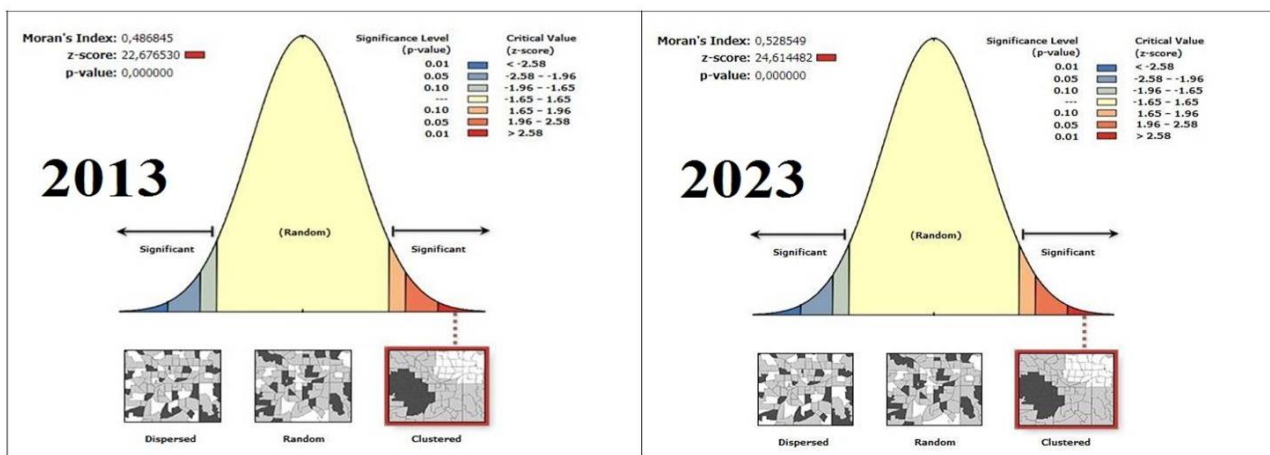 Moran's Index: 0,486845
z-score: 22,676530
p-value: 0,000000
Significance Level (p-value)
Critical Value (z-score)
0.01 < -2.58
0.05 -2.58 – -1.96
0.10 -1.96 – -1.65
--- -1.65 – 1.65
0.10 1.65 – 1.96
0.05 1.96 – 2.58
0.01 > 2.58
2013
Significant
(Random)
Significant
Dispersed
Random
Clustered
Moran's Index: 0,528549
z-score: 24,614482
p-value: 0,000000
Significance Level (p-value)
Critical Value (z-score)
0.01 < -2.58
0.05 -2.58 – -1.96
0.10 -1.96 – -1.65
--- -1.65 – 1.65
0.10 1.65 – 1.96
0.05 1.96 – 2.58
0.01 > 2.58
2023
Significant
(Random)
Significant
Dispersed
Random
Clustered